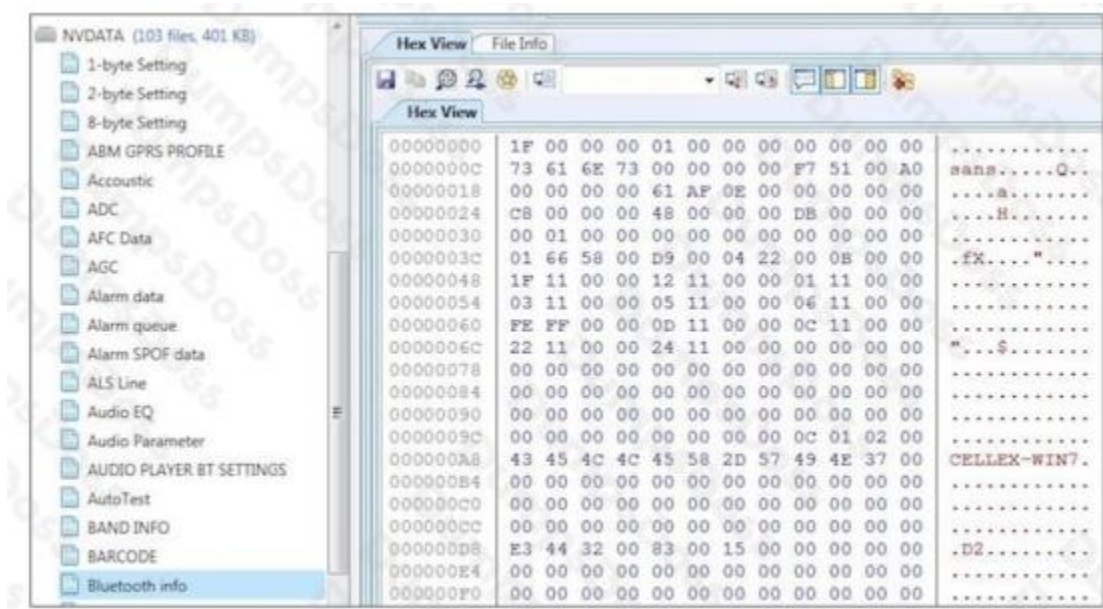 NVDATA (103 files, 401 KB)
1-byte Setting
2-byte Setting
8-byte Setting
ABM GPRS PROFILE
Accoustic
ADC
AFC Data
AGC
Alarm data
Alarm queue
Alarm SPOF data
ALS Line
Audio EQ
Audio Parameter
AUDIO PLAYER BT SETTINGS
AutoTest
BAND INFO
BARCODE
Bluetooth info
Hex View File Info
Hex View
00000000 1F 00 00 00 01 00 00 00 00 00 00 00 ............
0000000C 73 61 6E 73 00 00 00 00 F7 51 00 A0 sans.....Q..
00000018 00 00 00 00 61 AF 0E 00 00 00 00 00 ....a.......
00000024 C8 00 00 00 48 00 00 00 DB 00 00 00 ....H.......
00000030 00 01 00 00 00 00 00 00 00 00 00 00 ............
0000003C 01 66 58 00 D9 00 04 22 00 0B 00 00 .fX...."....
00000048 1F 11 00 00 12 11 00 00 01 11 00 00 ............
00000054 03 11 00 00 05 11 00 00 06 11 00 00 ............
00000060 FE FF 00 00 0D 11 00 00 0C 11 00 00 ............
0000006C 22 11 00 00 24 11 00 00 00 00 00 00 "...$.......
00000078 00 00 00 00 00 00 00 00 00 00 00 00 ............
00000084 00 00 00 00 00 00 00 00 00 00 00 00 ............
00000090 00 00 00 00 00 00 00 00 00 00 00 00 ............
0000009C 00 00 00 00 00 00 00 00 0C 01 02 00 ............
000000A8 43 45 4C 4C 45 58 2D 57 49 4E 37 00 CELLEX-WIN7.
000000B4 00 00 00 00 00 00 00 00 00 00 00 00 ............
000000C0 00 00 00 00 00 00 00 00 00 00 00 00 ............
000000CC 00 00 00 00 00 00 00 00 00 00 00 00 ............
000000D8 E3 44 32 00 83 00 15 00 00 00 00 00 .D2.........
000000E4 00 00 00 00 00 00 00 00 00 00 00 00 ............
000000F0 00 00 00 00 00 00 00 00 00 00 00 00 ............
DumpsDoss